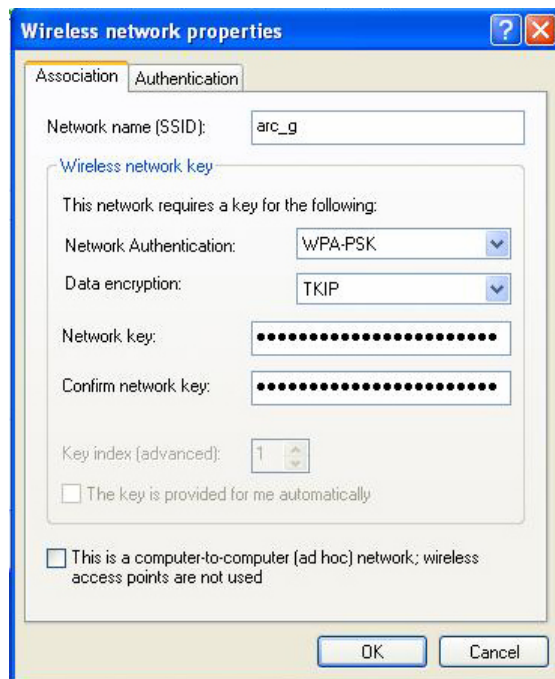 Wireless network properties
Association Authentication
Network name (SSID): arc_g
Wireless network key
This network requires a key for the following:
Network Authentication: WPA-PSK
Data encryption: TKIP
Network key: ●●●●●●●●●●●●●●●●●●●●●●●●
Confirm network key: ●●●●●●●●●●●●●●●●●●●●●●●●
Key index (advanced): 1
The key is provided for me automatically
This is a computer-to-computer (ad hoc) network; wireless
access points are not used
OK Cancel